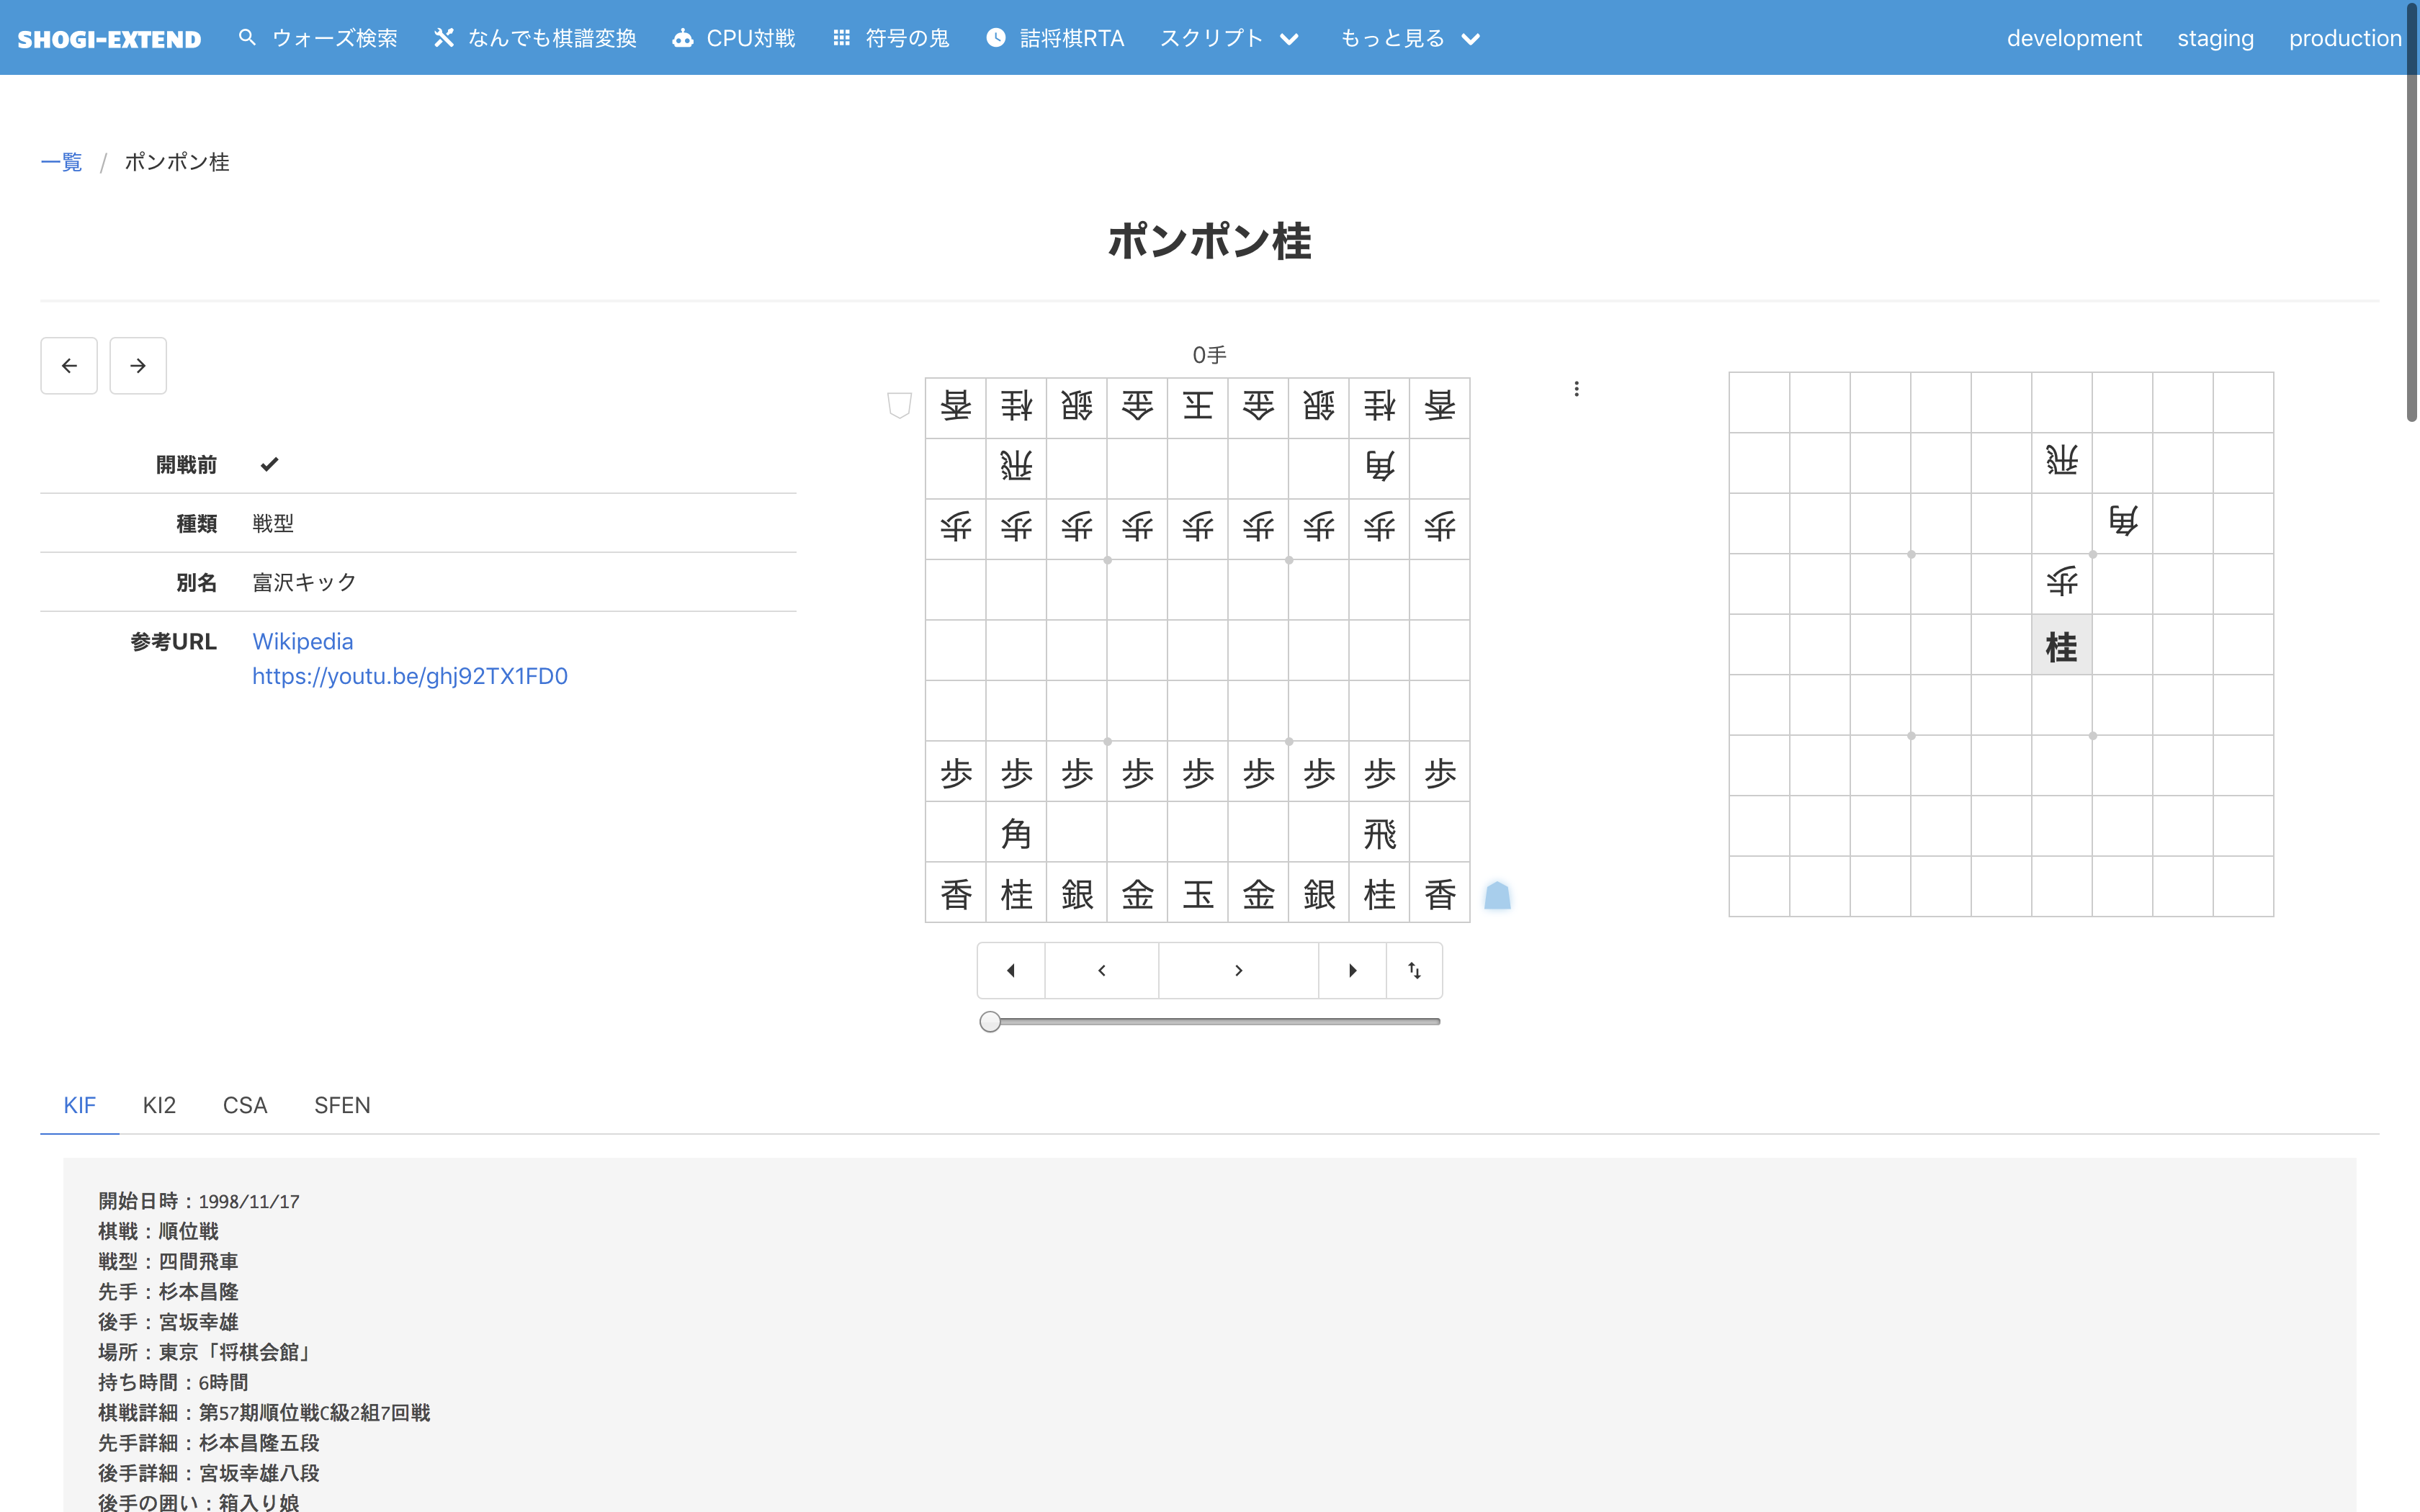 SHOGI-EXTEND ウォーズ検索 なんでも棋譜変換 CPU対戦 符号の鬼 詰将棋RTA スクリプト もっと見る development staging production
一覧 / ポンポン桂
ポンポン桂
開戦前
種類 戦型
別名 富沢キック
参考URL Wikipedia
https://youtu.be/ghj92TX1FD0
0手
香桂銀金王金銀桂香
飛角
歩歩歩歩歩歩歩歩歩
歩歩歩歩歩歩歩歩歩
角飛
香桂銀金玉金銀桂香
飛
角
歩
桂
KIF KI2 CSA SFEN
開始日時：1998/11/17
棋戦：順位戦
戦型：四間飛車
先手：杉本昌隆
後手：宮坂幸雄
場所：東京「将棋会館」
持ち時間：6時間
棋戦詳細：第57期順位戦C級2組7回戦
先手詳細：杉本昌隆五段
後手詳細：宮坂幸雄八段
後手の囲い：箱入り娘